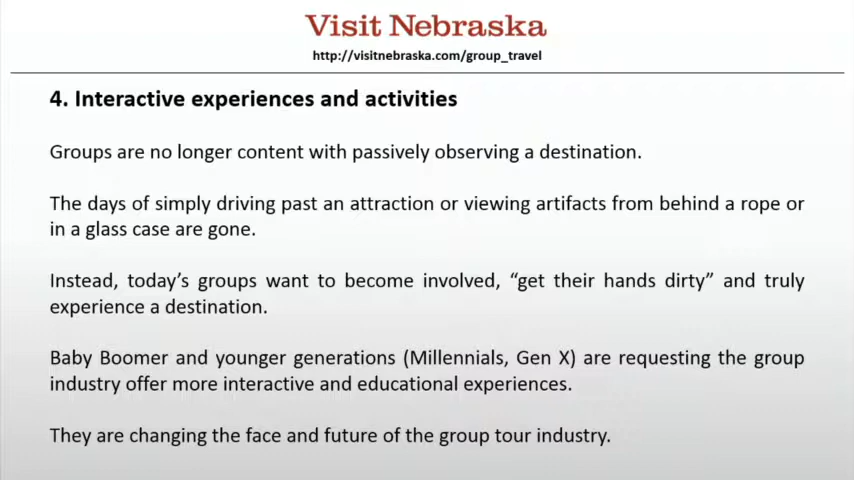 Visit Nebraska
http://visitnebraska.com/group_travel
4. Interactive experiences and activities
Groups are no longer content with passively observing a destination.
The days of simply driving past an attraction or viewing artifacts from behind a rope or
in a glass case are gone.
Instead, today’s groups want to become involved, “get their hands dirty” and truly
experience a destination.
Baby Boomer and younger generations (Millennials, Gen X) are requesting the group
industry offer more interactive and educational experiences.
They are changing the face and future of the group tour industry.